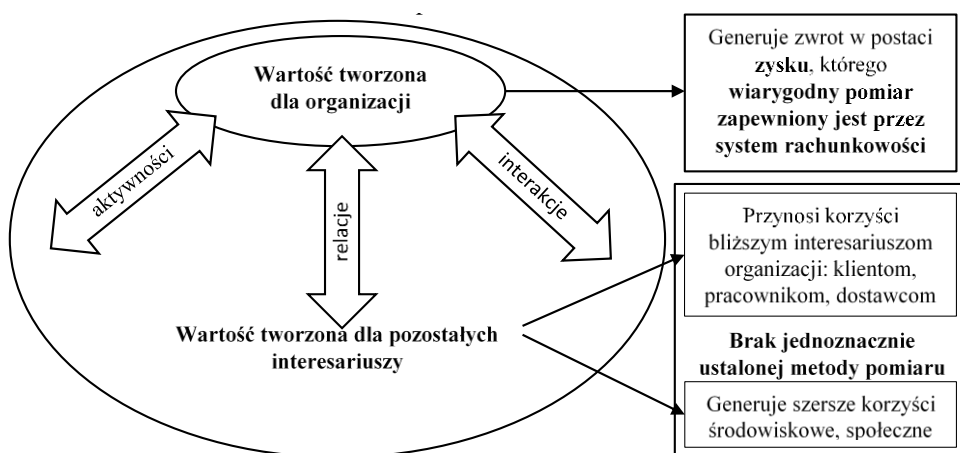 Wartość tworzona
dla organizacji
aktywności
relacje
interakcje
Wartość tworzona dla pozostałych
interesariuszy
Generuje zwrot w postaci
zysku, którego
wiarygodny pomiar
zapewniony jest przez
system rachunkowości
Przynosi korzyści
bliższym interesariuszom
organizacji: klientom,
pracownikom, dostawcom
Brak jednoznacznie
ustalonej metody pomiaru
Generuje szersze korzyści
środowiskowe, społeczne